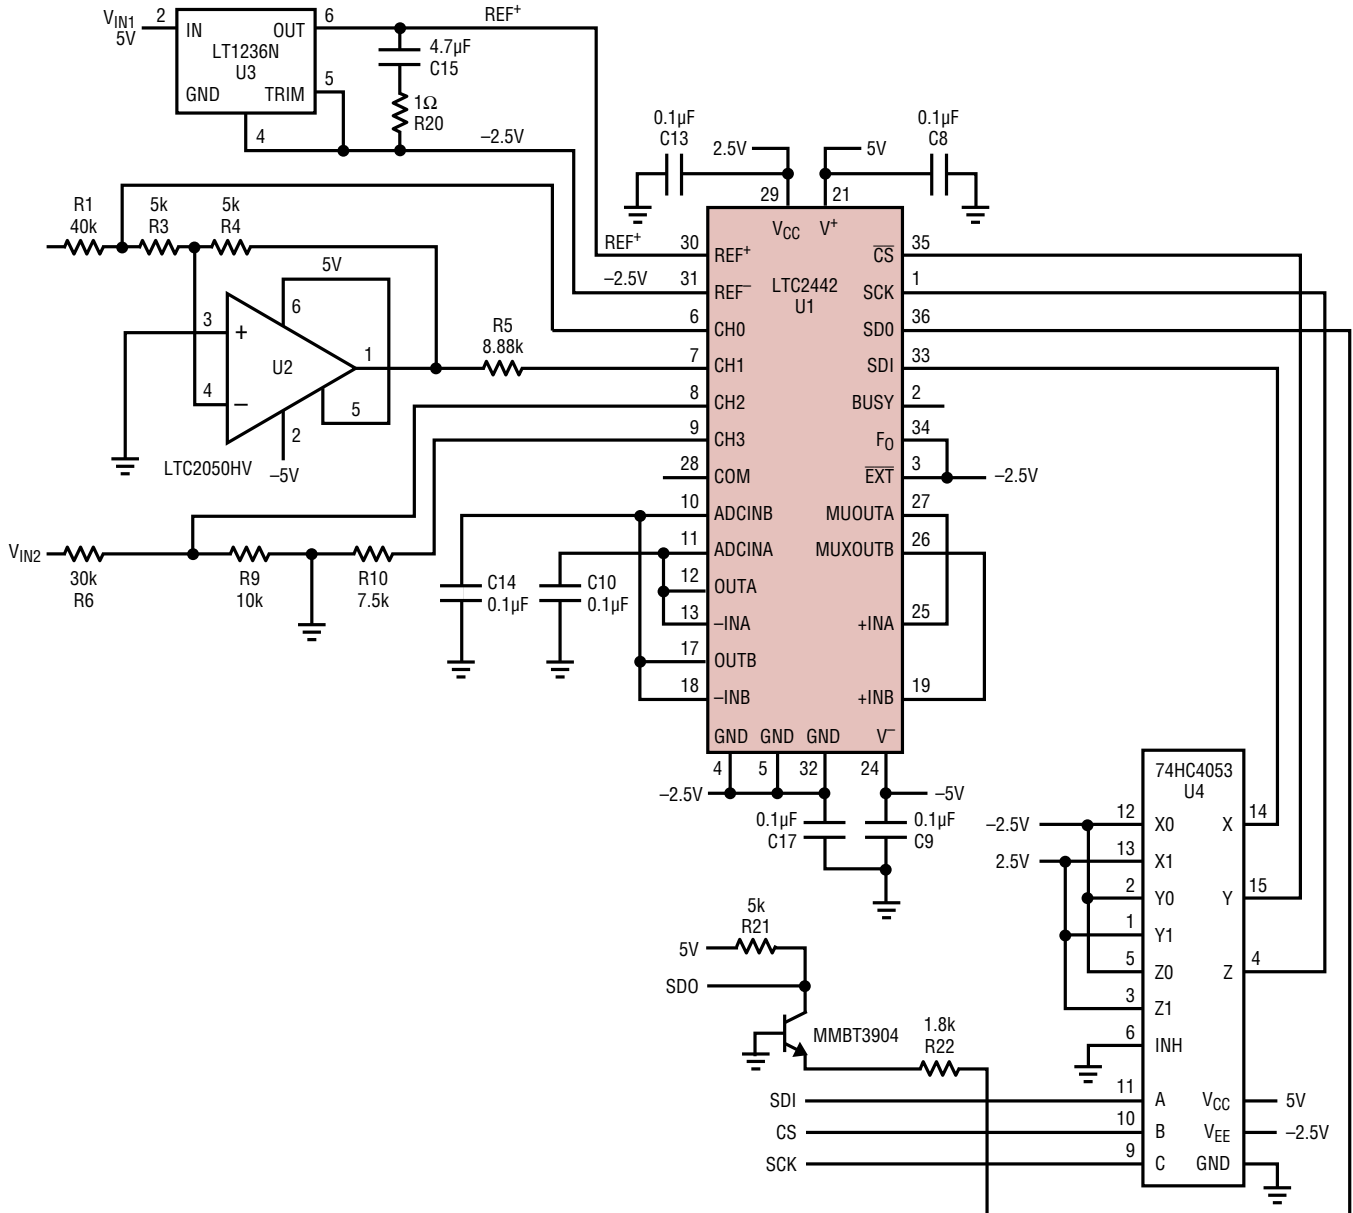 V_IN1
5V
2
IN
OUT
6
LT1236N
U3
GND
TRIM
5
4
REF⁺
4.7µF
C15
1Ω
R20
–2.5V
R1
40k
5k
R3
5k
R4
5V
6
3
+
U2
1
4
–
5
2
LTC2050HV
–5V
R5
8.88k
V_IN2
30k
R6
R9
10k
R10
7.5k
C14
0.1µF
C10
0.1µF
0.1µF
C13
2.5V
29
5V
21
0.1µF
C8
V_CC
V⁺
LTC2442
U1
REF⁺
30
REF⁺
–2.5V
31
REF⁻
6
CH0
7
CH1
8
CH2
9
CH3
28
COM
10
ADCINB
11
ADCINA
12
OUTA
13
–INA
17
OUTB
18
–INB
C̅S̅
35
SCK
1
SD0
36
SDI
33
BUSY
2
F_O
34
E̅X̅T̅
3
–2.5V
MUOUTA
27
MUXOUTB
26
+INA
25
+INB
19
GND
GND
GND
V⁻
4
5
32
24
–2.5V
–5V
0.1µF
C17
0.1µF
C9
5k
R21
5V
SDO
MMBT3904
1.8k
R22
SDI
CS
SCK
74HC4053
U4
–2.5V
12
X0
X
14
2.5V
13
X1
2
Y0
Y
15
1
Y1
5
Z0
Z
4
3
Z1
6
INH
11
A
V_CC
5V
10
B
V_EE
–2.5V
9
C
GND